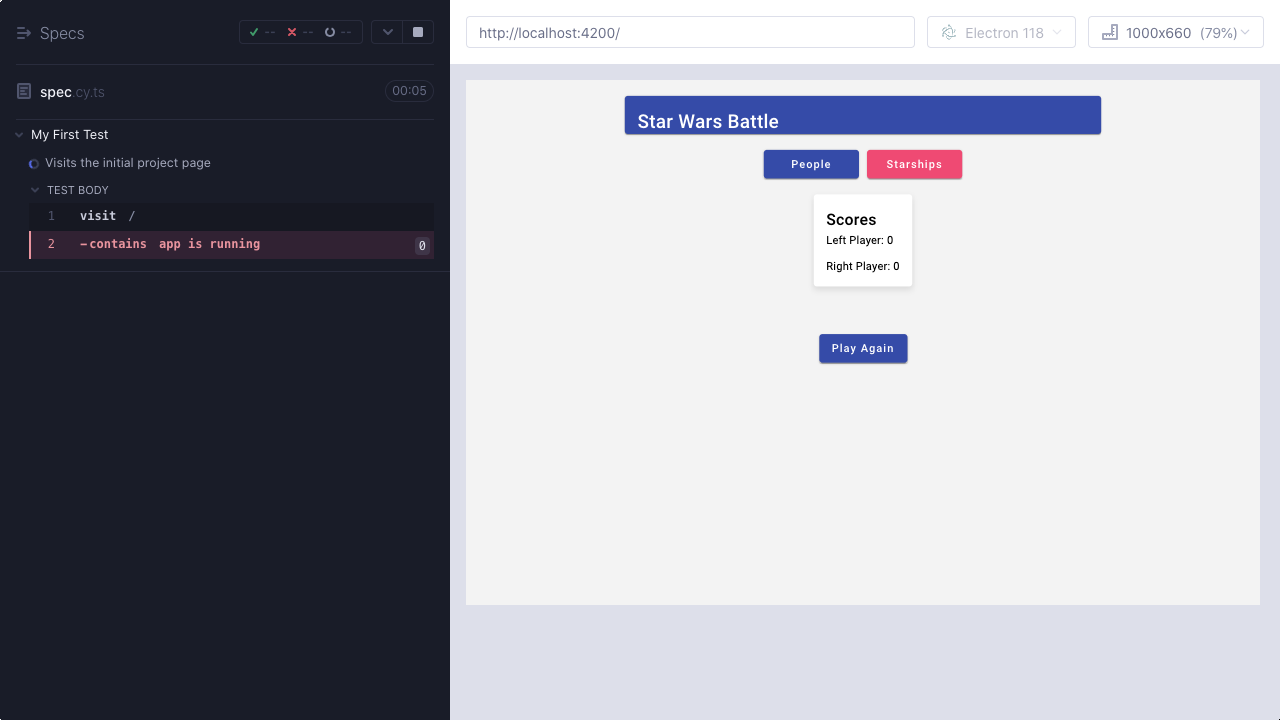 Specs
-- -- --
spec.cy.ts
00:05
My First Test
Visits the initial project page
TEST BODY
1 visit /
2 -contains app is running 0
http://localhost:4200/
Electron 118
1000x660 (79%)
Star Wars Battle
People
Starships
Scores
Left Player: 0
Right Player: 0
Play Again